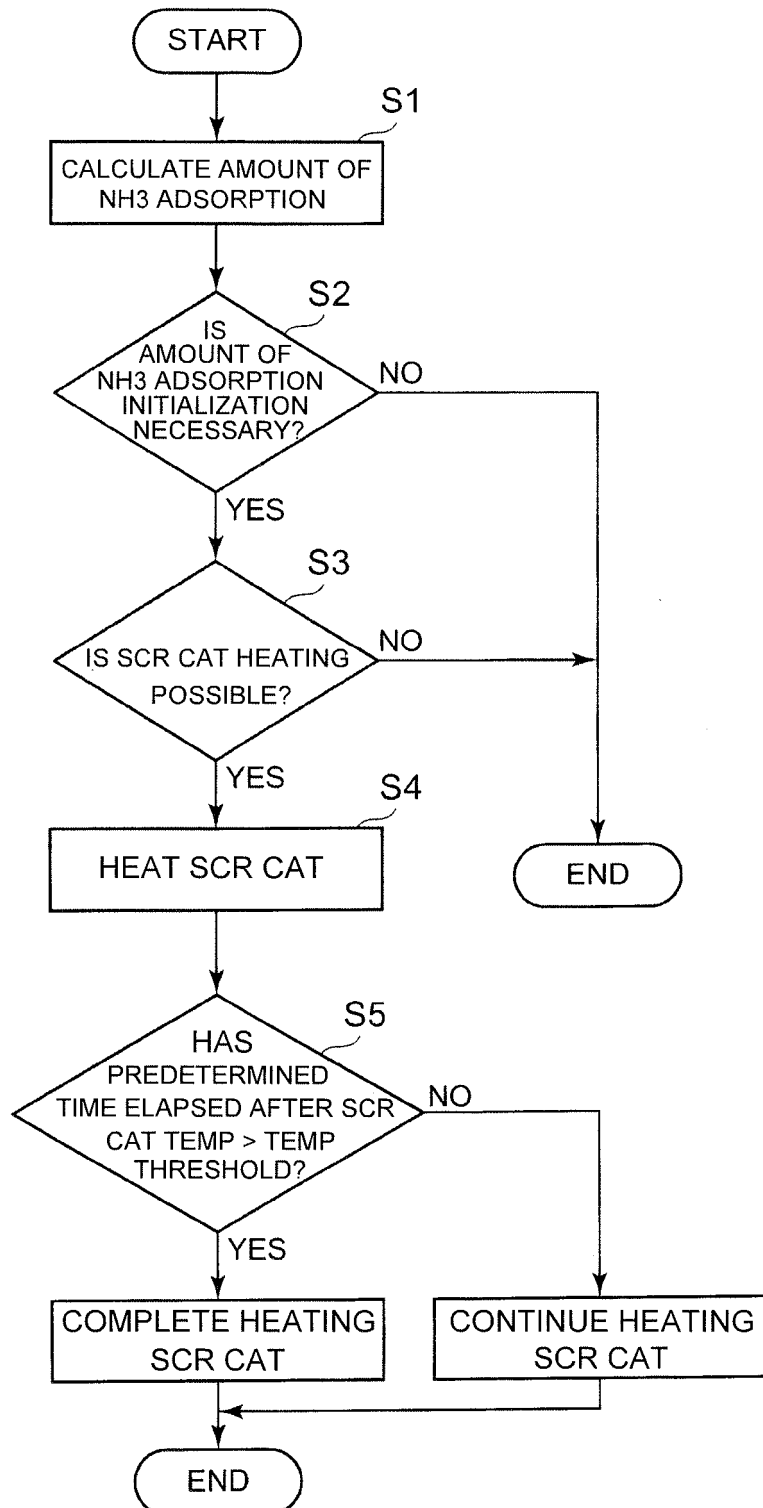 START
S1
CALCULATE AMOUNT OF
NH3 ADSORPTION
S2
IS
AMOUNT OF
NH3 ADSORPTION
INITIALIZATION
NECESSARY?
NO
YES
S3
IS SCR CAT HEATING
POSSIBLE?
NO
YES
S4
HEAT SCR CAT
END
S5
HAS
PREDETERMINED
TIME ELAPSED AFTER SCR
CAT TEMP > TEMP
THRESHOLD?
NO
YES
COMPLETE HEATING
SCR CAT
CONTINUE HEATING
SCR CAT
END